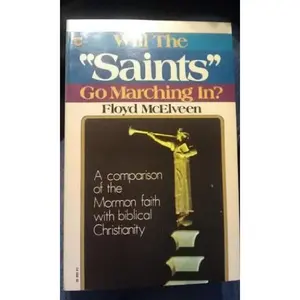 Will The
"Saints"
Go Marching In?
Floyd McElveen
A comparison
of the
Mormon faith
with biblical
Christianity